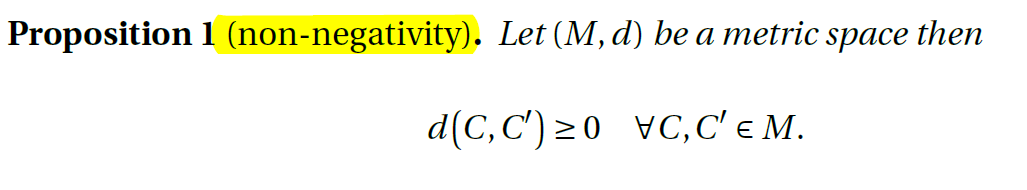 Proposition 1 (non-negativity). Let (M, d) be a metric space then
d(C, C′) ≥ 0 ∀C, C′ ∈ M.